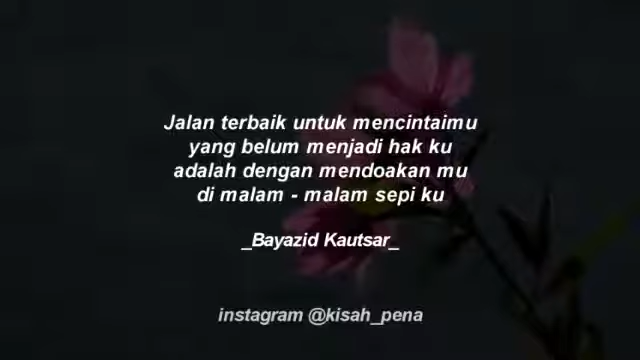 Jalan terbaik untuk mencintaimu
yang belum menjadi hak ku
adalah dengan mendoakan mu
di malam - malam sepi ku
_Bayazid Kautsar_
instagram @kisah_pena